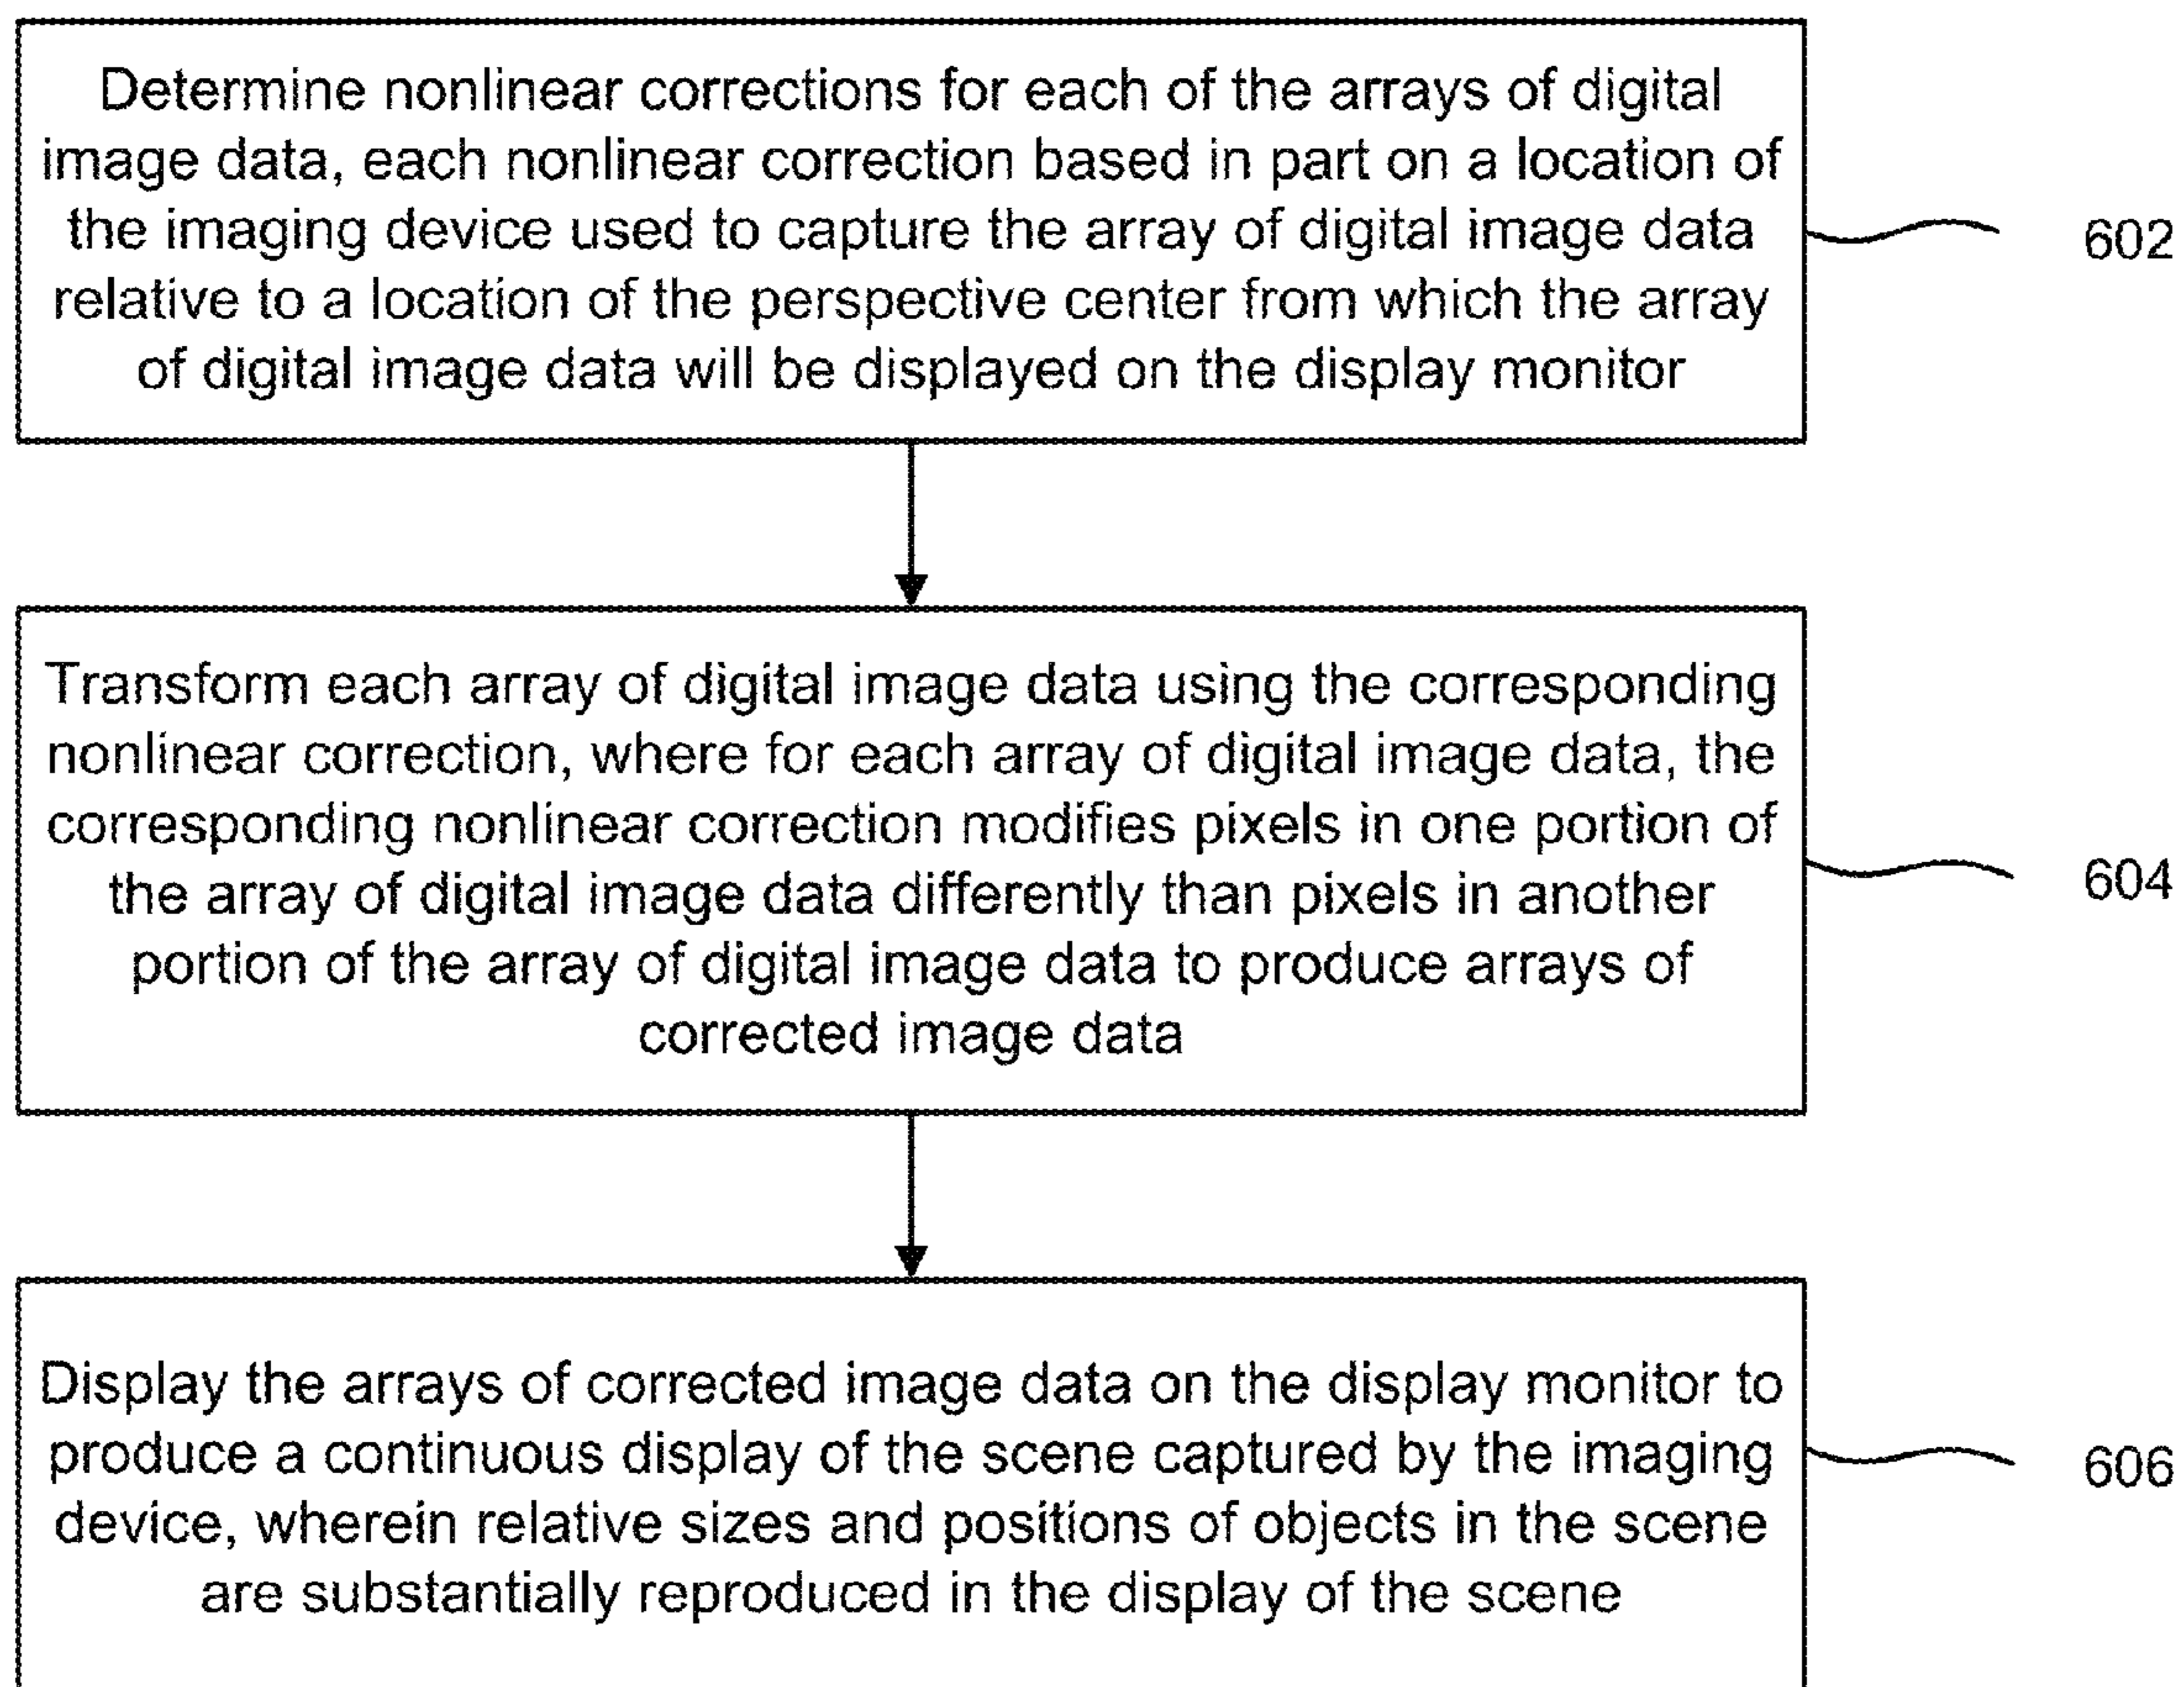 Determine nonlinear corrections for each of the arrays of digital
image data, each nonlinear correction based in part on a location of
the imaging device used to capture the array of digital image data
relative to a location of the perspective center from which the array
of digital image data will be displayed on the display monitor
602
Transform each array of digital image data using the corresponding
nonlinear correction, where for each array of digital image data, the
corresponding nonlinear correction modifies pixels in one portion of
the array of digital image data differently than pixels in another
portion of the array of digital image data to produce arrays of
corrected image data
604
Display the arrays of corrected image data on the display monitor to
produce a continuous display of the scene captured by the imaging
device, wherein relative sizes and positions of objects in the scene
are substantially reproduced in the display of the scene
606